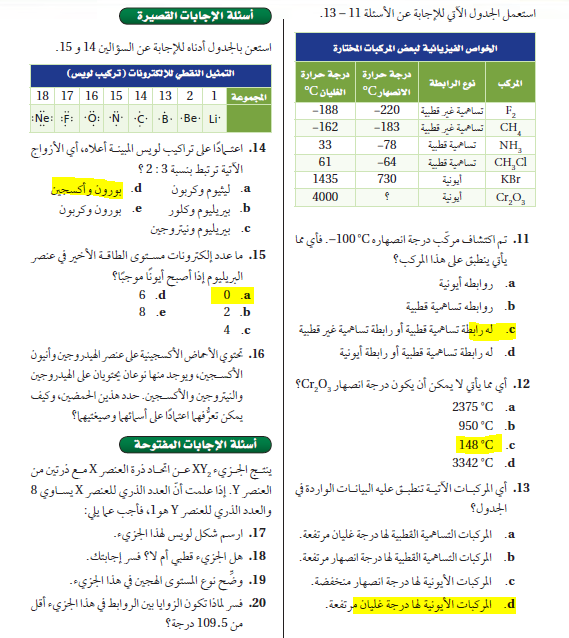 استعمل الجدول الآتي للإجابة عن الأسئلة 11 – 13.
الخواص الفيزيائية لبعض المركبات المختارة
المركب نوع الرابطة درجة حرارة الانصهار °C درجة حرارة الغليان °C
F2 تساهمية غير قطبية −220 −188
CH4 تساهمية غير قطبية −183 −162
NH3 تساهمية قطبية −78 33
CH3Cl تساهمية قطبية −64 61
KBr أيونية 730 1435
Cr2O3 أيونية ؟ 4000
11. تم اكتشاف مركّب درجة انصهاره 100 °C−. فأي مما
يأتي ينطبق على هذا المركب؟
a. روابطه أيونية
b. روابطه تساهمية قطبية
c. له رابطة تساهمية قطبية أو رابطة تساهمية غير قطبية
d. له رابطة تساهمية قطبية أو رابطة أيونية
12. أي مما يأتي لا يمكن أن يكون درجة انصهار Cr2O3؟
a. 2375 °C
b. 950 °C
c. 148 °C
d. 3342 °C
13. أي المركبات الآتية تنطبق عليه البيانات الواردة في
الجدول؟
a. المركبات التساهمية القطبية لها درجة غليان مرتفعة.
b. المركبات التساهمية القطبية لها درجة انصهار مرتفعة.
c. المركبات الأيونية لها درجة انصهار منخفضة.
d. المركبات الأيونية لها درجة غليان مرتفعة.
أسئلة الإجابات القصيرة
استعن بالجدول أدناه للإجابة عن السؤالين 14 و 15.
التمثيل النقطي للإلكترونات (تركيب لويس)
المجموعة 1 2 13 14 15 16 17 18
Li Be B C N O F Ne
14. اعتمادًا على تراكيب لويس المبينة أعلاه، أي الأزواج
الآتية ترتبط بنسبة 3 : 2 ؟
a. ليثيوم وكربون d. بورون وأكسجين
b. بيريليوم وكلور e. بورون وكربون
c. بيريليوم ونيتروجين
15. ما عدد إلكترونات مستوى الطاقة الأخير في عنصر
البريليوم إذا أصبح أيونًا موجبًا؟
a. 0 d. 6
b. 2 e. 8
c. 4
16. تحتوي الأحماض الأكسجينية على عنصر الهيدروجين وأنيون
الأكسجين، ويوجد منها نوعان يحتويان على الهيدروجين
والنيتروجين والأكسجين. حدد هذين الحمضين، وكيف
يمكن تعرُّفهما اعتمادًا على أسمائهما وصيغتيهما؟
أسئلة الإجابات المفتوحة
ينتج الجزيء XY2 عن اتحاد ذرة العنصر X مع ذرتين من
العنصر Y. إذا علمت أنّ العدد الذري للعنصر X يساوي 8
والعدد الذري للعنصر Y هو 1، فأجب عما يلي:
17. ارسم شكل لويس لهذا الجزيء.
18. هل الجزيء قطبي أم لا؟ فسر إجابتك.
19. وضّح نوع المستوى الهجين في هذا الجزيء.
20. فسر لماذا تكون الزوايا بين الروابط في هذا الجزيء أقل
من 109.5 درجة؟